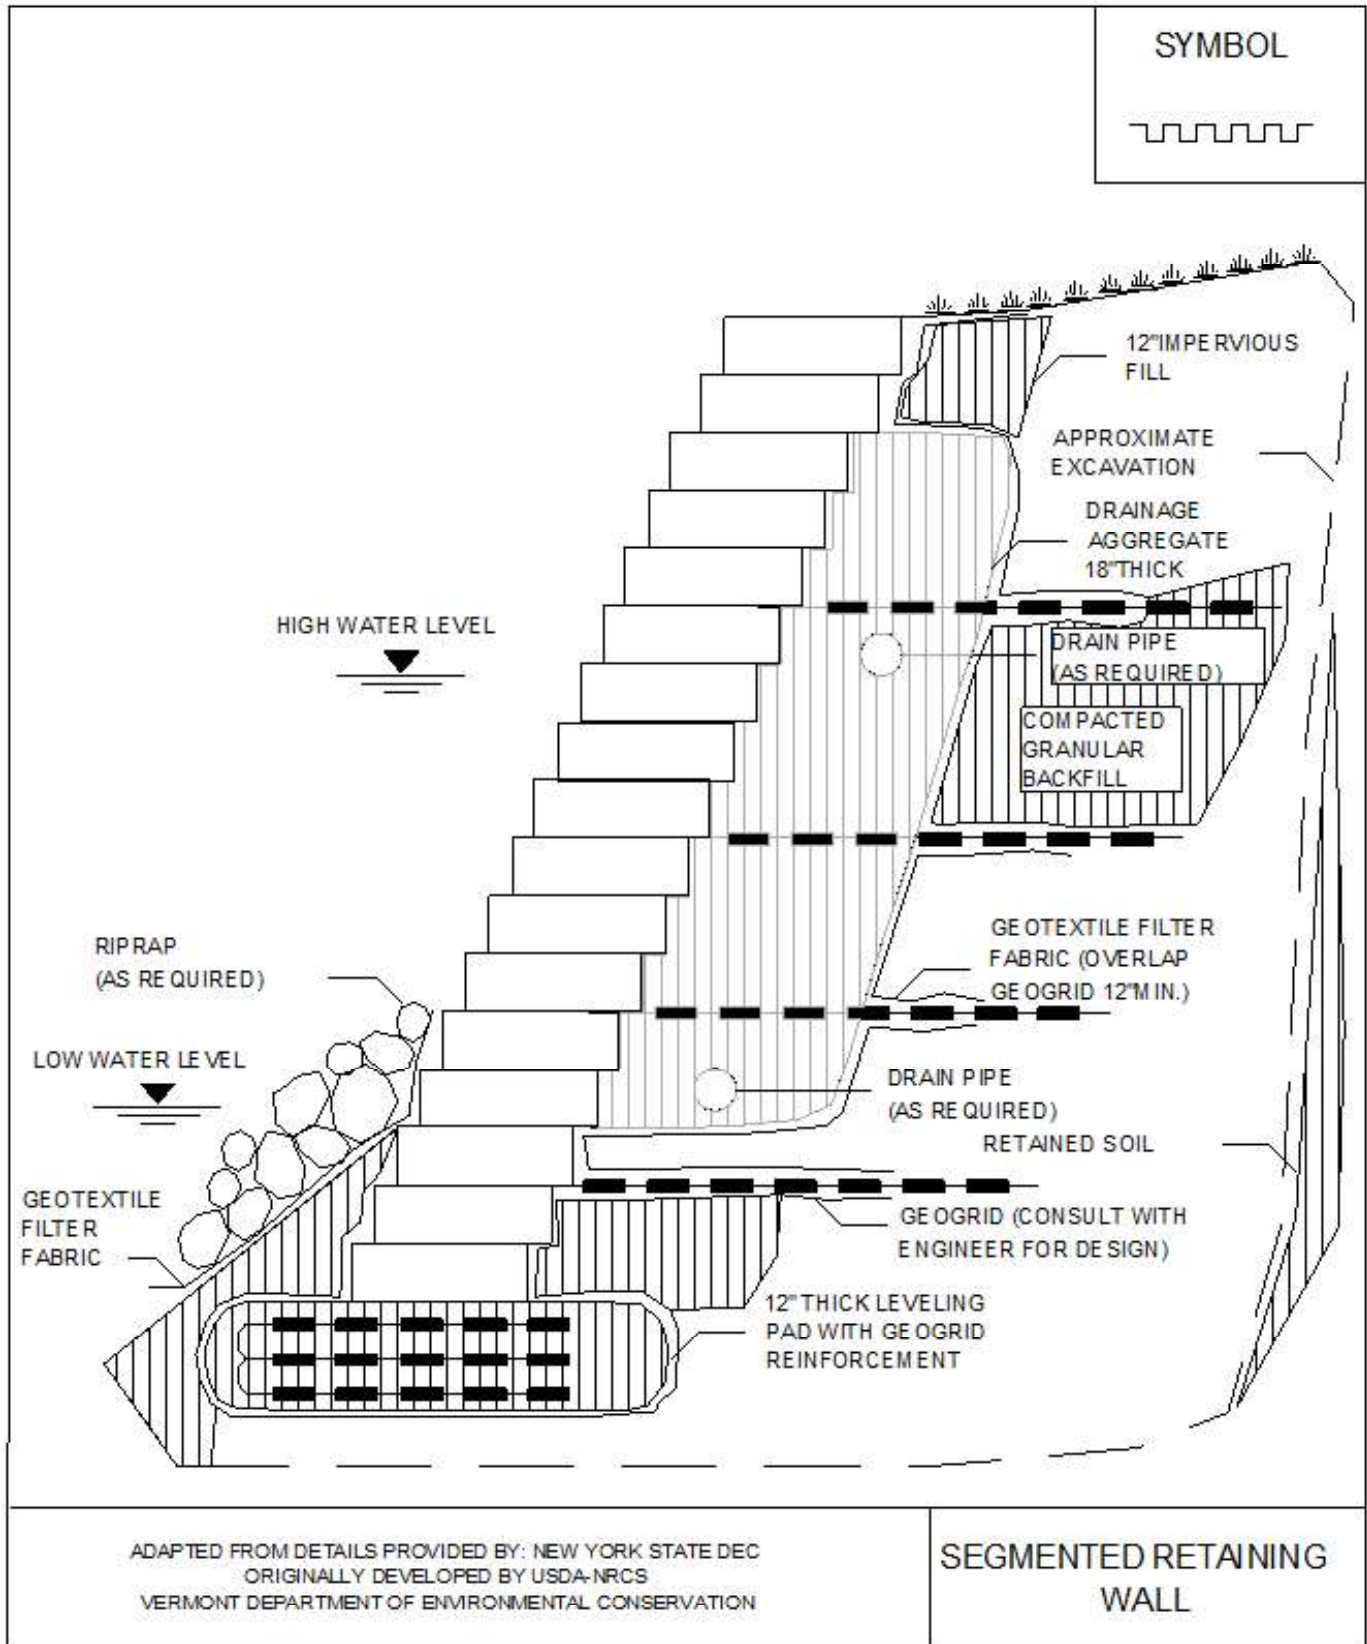 SYMBOL
12"IMPERVIOUS
FILL
APPROXIMATE
EXCAVATION
DRAINAGE
AGGREGATE
18"THICK
HIGH WATER LEVEL
DRAIN PIPE
(AS REQUIRED)
COMPACTED
GRANULAR
BACKFILL
GEOTEXTILE FILTER
FABRIC (OVERLAP
GEOGRID 12"MIN.)
RIPRAP
(AS REQUIRED)
LOW WATER LEVEL
DRAIN PIPE
(AS REQUIRED)
RETAINED SOIL
GEOTEXTILE
FILTER
FABRIC
GEOGRID (CONSULT WITH
ENGINEER FOR DESIGN)
12" THICK LEVELING
PAD WITH GEOGRID
REINFORCEMENT
ADAPTED FROM DETAILS PROVIDED BY: NEW YORK STATE DEC
ORIGINALLY DEVELOPED BY USDA-NRCS
VERMONT DEPARTMENT OF ENVIRONMENTAL CONSERVATION
SEGMENTED RETAINING
WALL